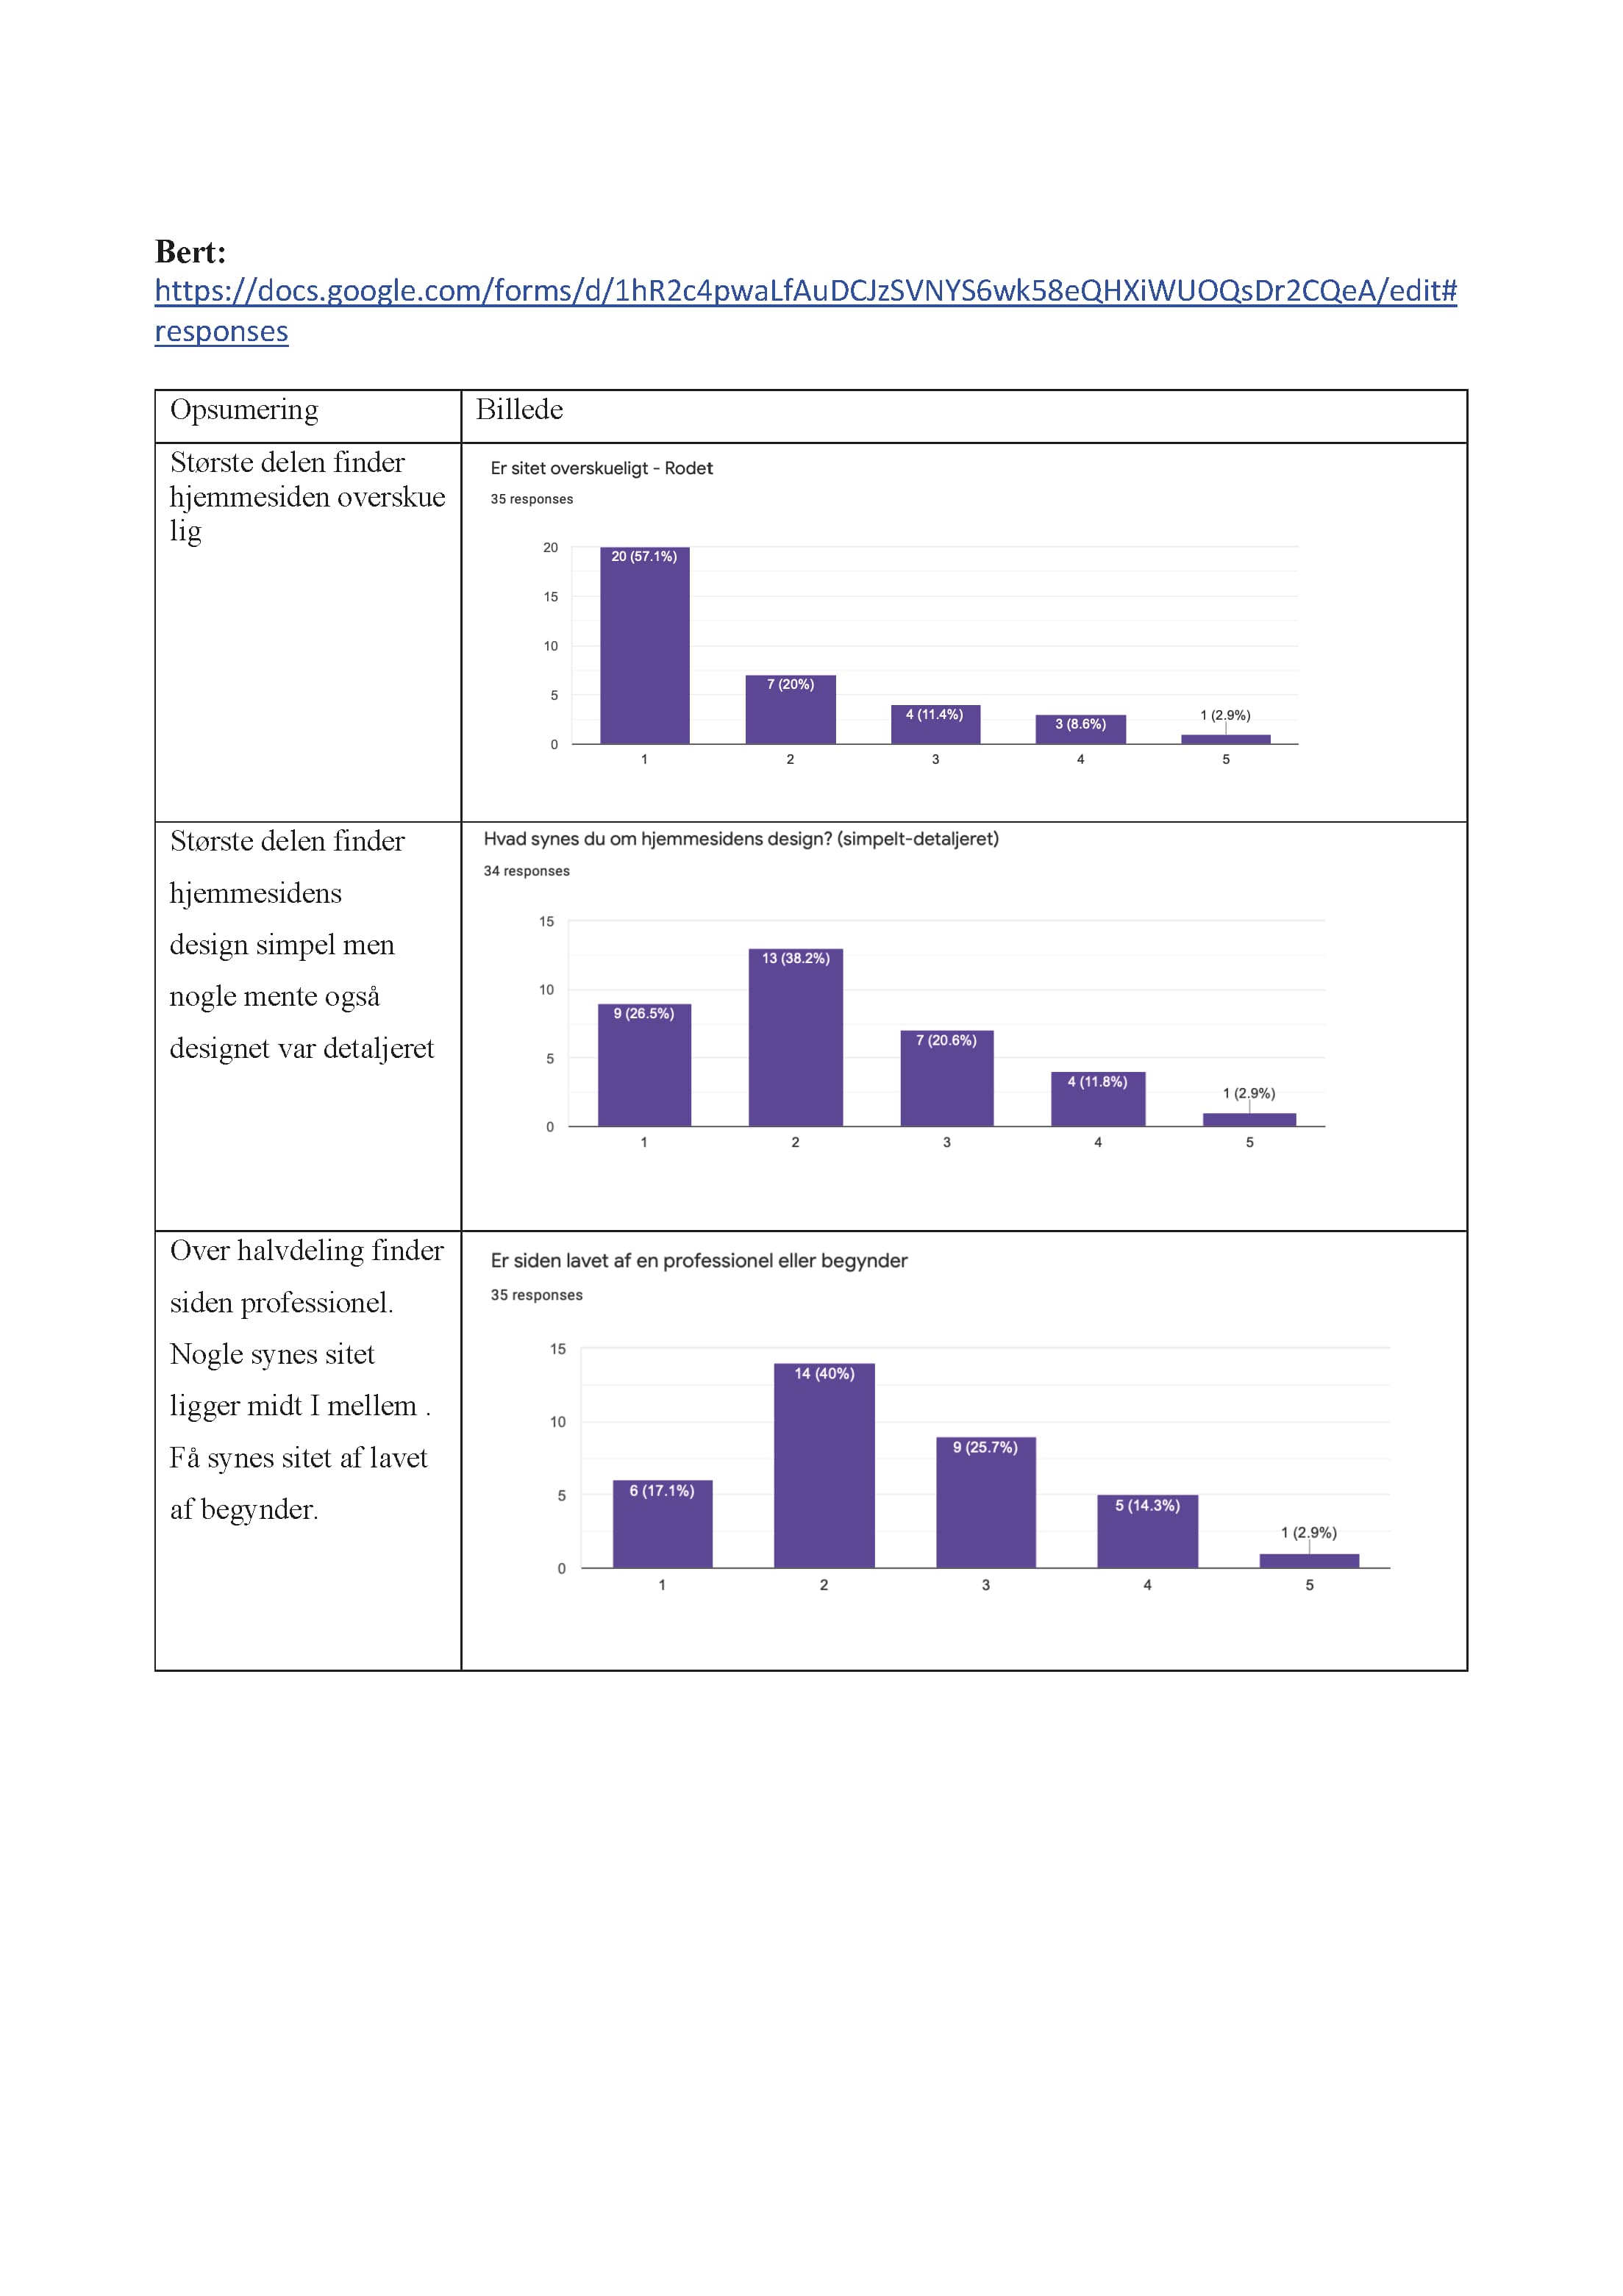 Bert:
https://docs.google.com/forms/d/1hR2c4pwaLfAuDCJzSVNYS6wk58eQHXiWUOQsDr2CQeA/edit#
responses
Opsumering
Billede
Største delen finder
hjemmesiden overskue
lig
Er sitet overskueligt - Rodet
35 responses
20
15
10
5
0
20 (57.1%)
7 (20%)
4 (11.4%)
3 (8.6%)
1 (2.9%)
1 2 3 4 5
Største delen finder
hjemmesidens
design simpel men
nogle mente også
designet var detaljeret
Hvad synes du om hjemmesidens design? (simpelt-detaljeret)
34 responses
15
10
5
0
9 (26.5%)
13 (38.2%)
7 (20.6%)
4 (11.8%)
1 (2.9%)
1 2 3 4 5
Over halvdeling finder
siden professionel.
Nogle synes sitet
ligger midt I mellem .
Få synes sitet af lavet
af begynder.
Er siden lavet af en professionel eller begynder
35 responses
15
10
5
0
6 (17.1%)
14 (40%)
9 (25.7%)
5 (14.3%)
1 (2.9%)
1 2 3 4 5